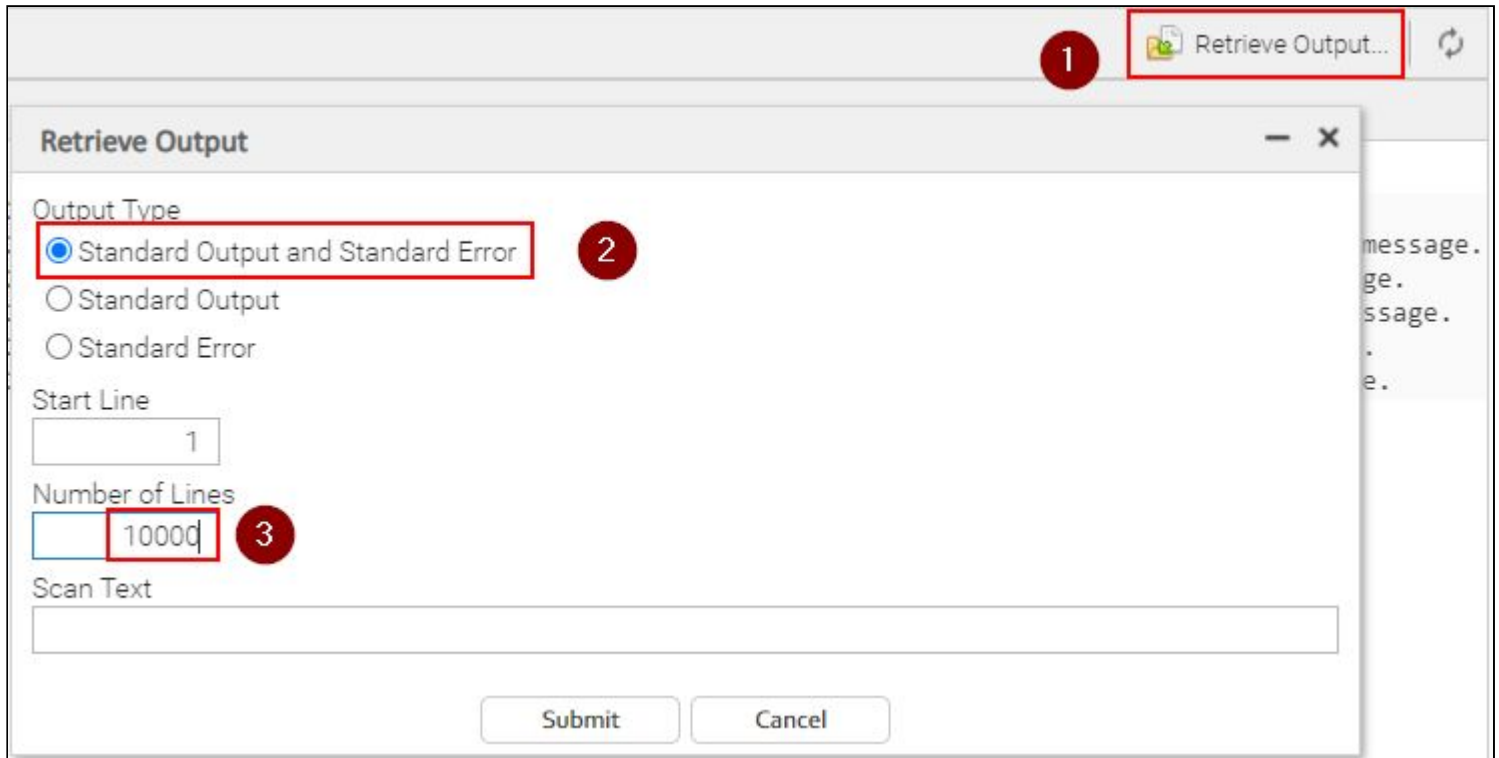 1
Retrieve Output...
Retrieve Output
Output Type
Standard Output and Standard Error
2
Standard Output
Standard Error
Start Line
1
Number of Lines
10000
3
Scan Text
Submit
Cancel
message.
ge.
ssage.
.
e.